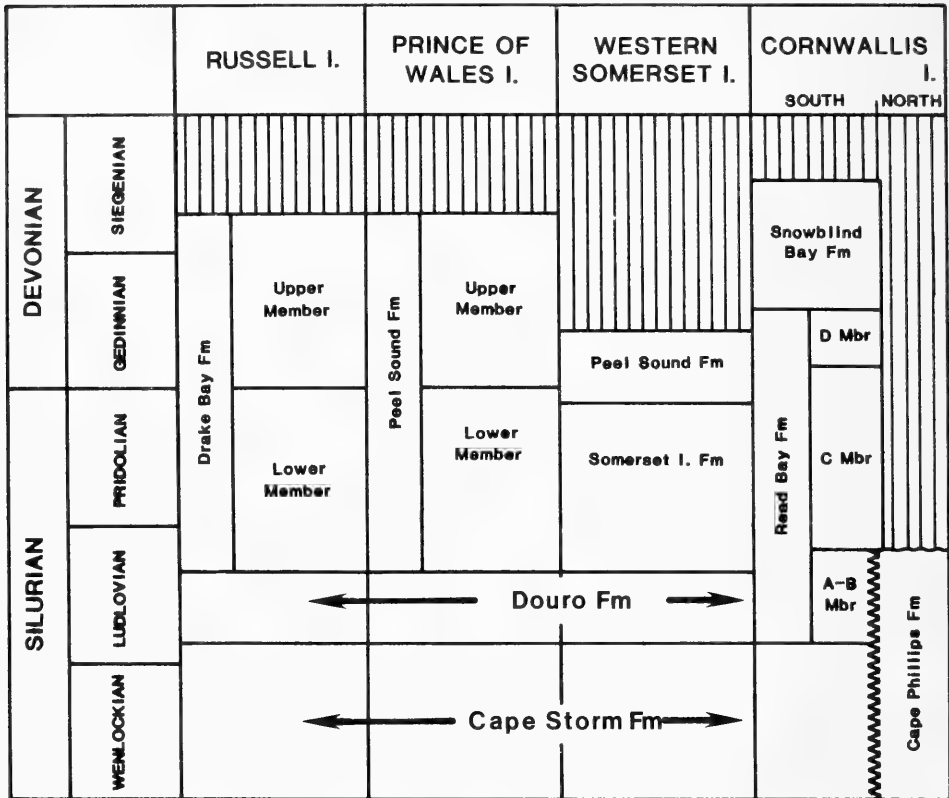 RUSSELL I.
PRINCE OF
WALES I.
WESTERN
SOMERSET I.
CORNWALLIS
I.
SOUTH
NORTH
DEVONIAN
SIEGENIAN
GEDINNIAN
SILURIAN
PRIDOLIAN
LUDLOVIAN
WENLOCKIAN
Drake Bay Fm
Upper
Member
Lower
Member
Peel Sound Fm
Upper
Member
Lower
Member
Peel Sound Fm
Somerset I. Fm
Snowblind
Bay Fm
Read Bay Fm
D Mbr
C Mbr
A-B
Mbr
Cape Phillips Fm
Douro Fm
Cape Storm Fm